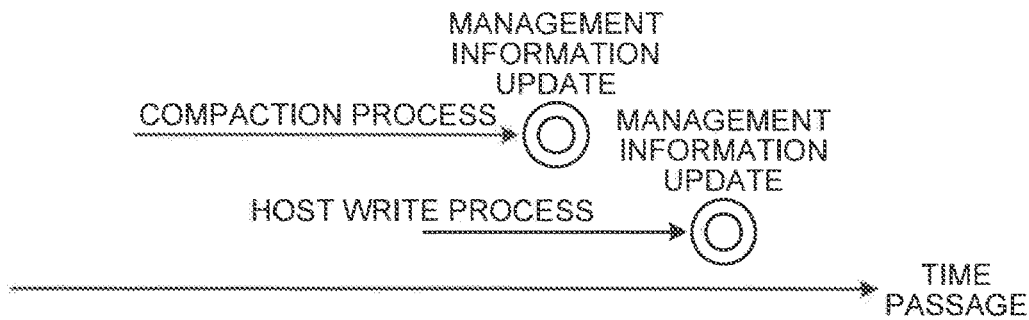 MANAGEMENT
INFORMATION
UPDATE
COMPACTION PROCESS
MANAGEMENT
INFORMATION
UPDATE
HOST WRITE PROCESS
TIME
PASSAGE